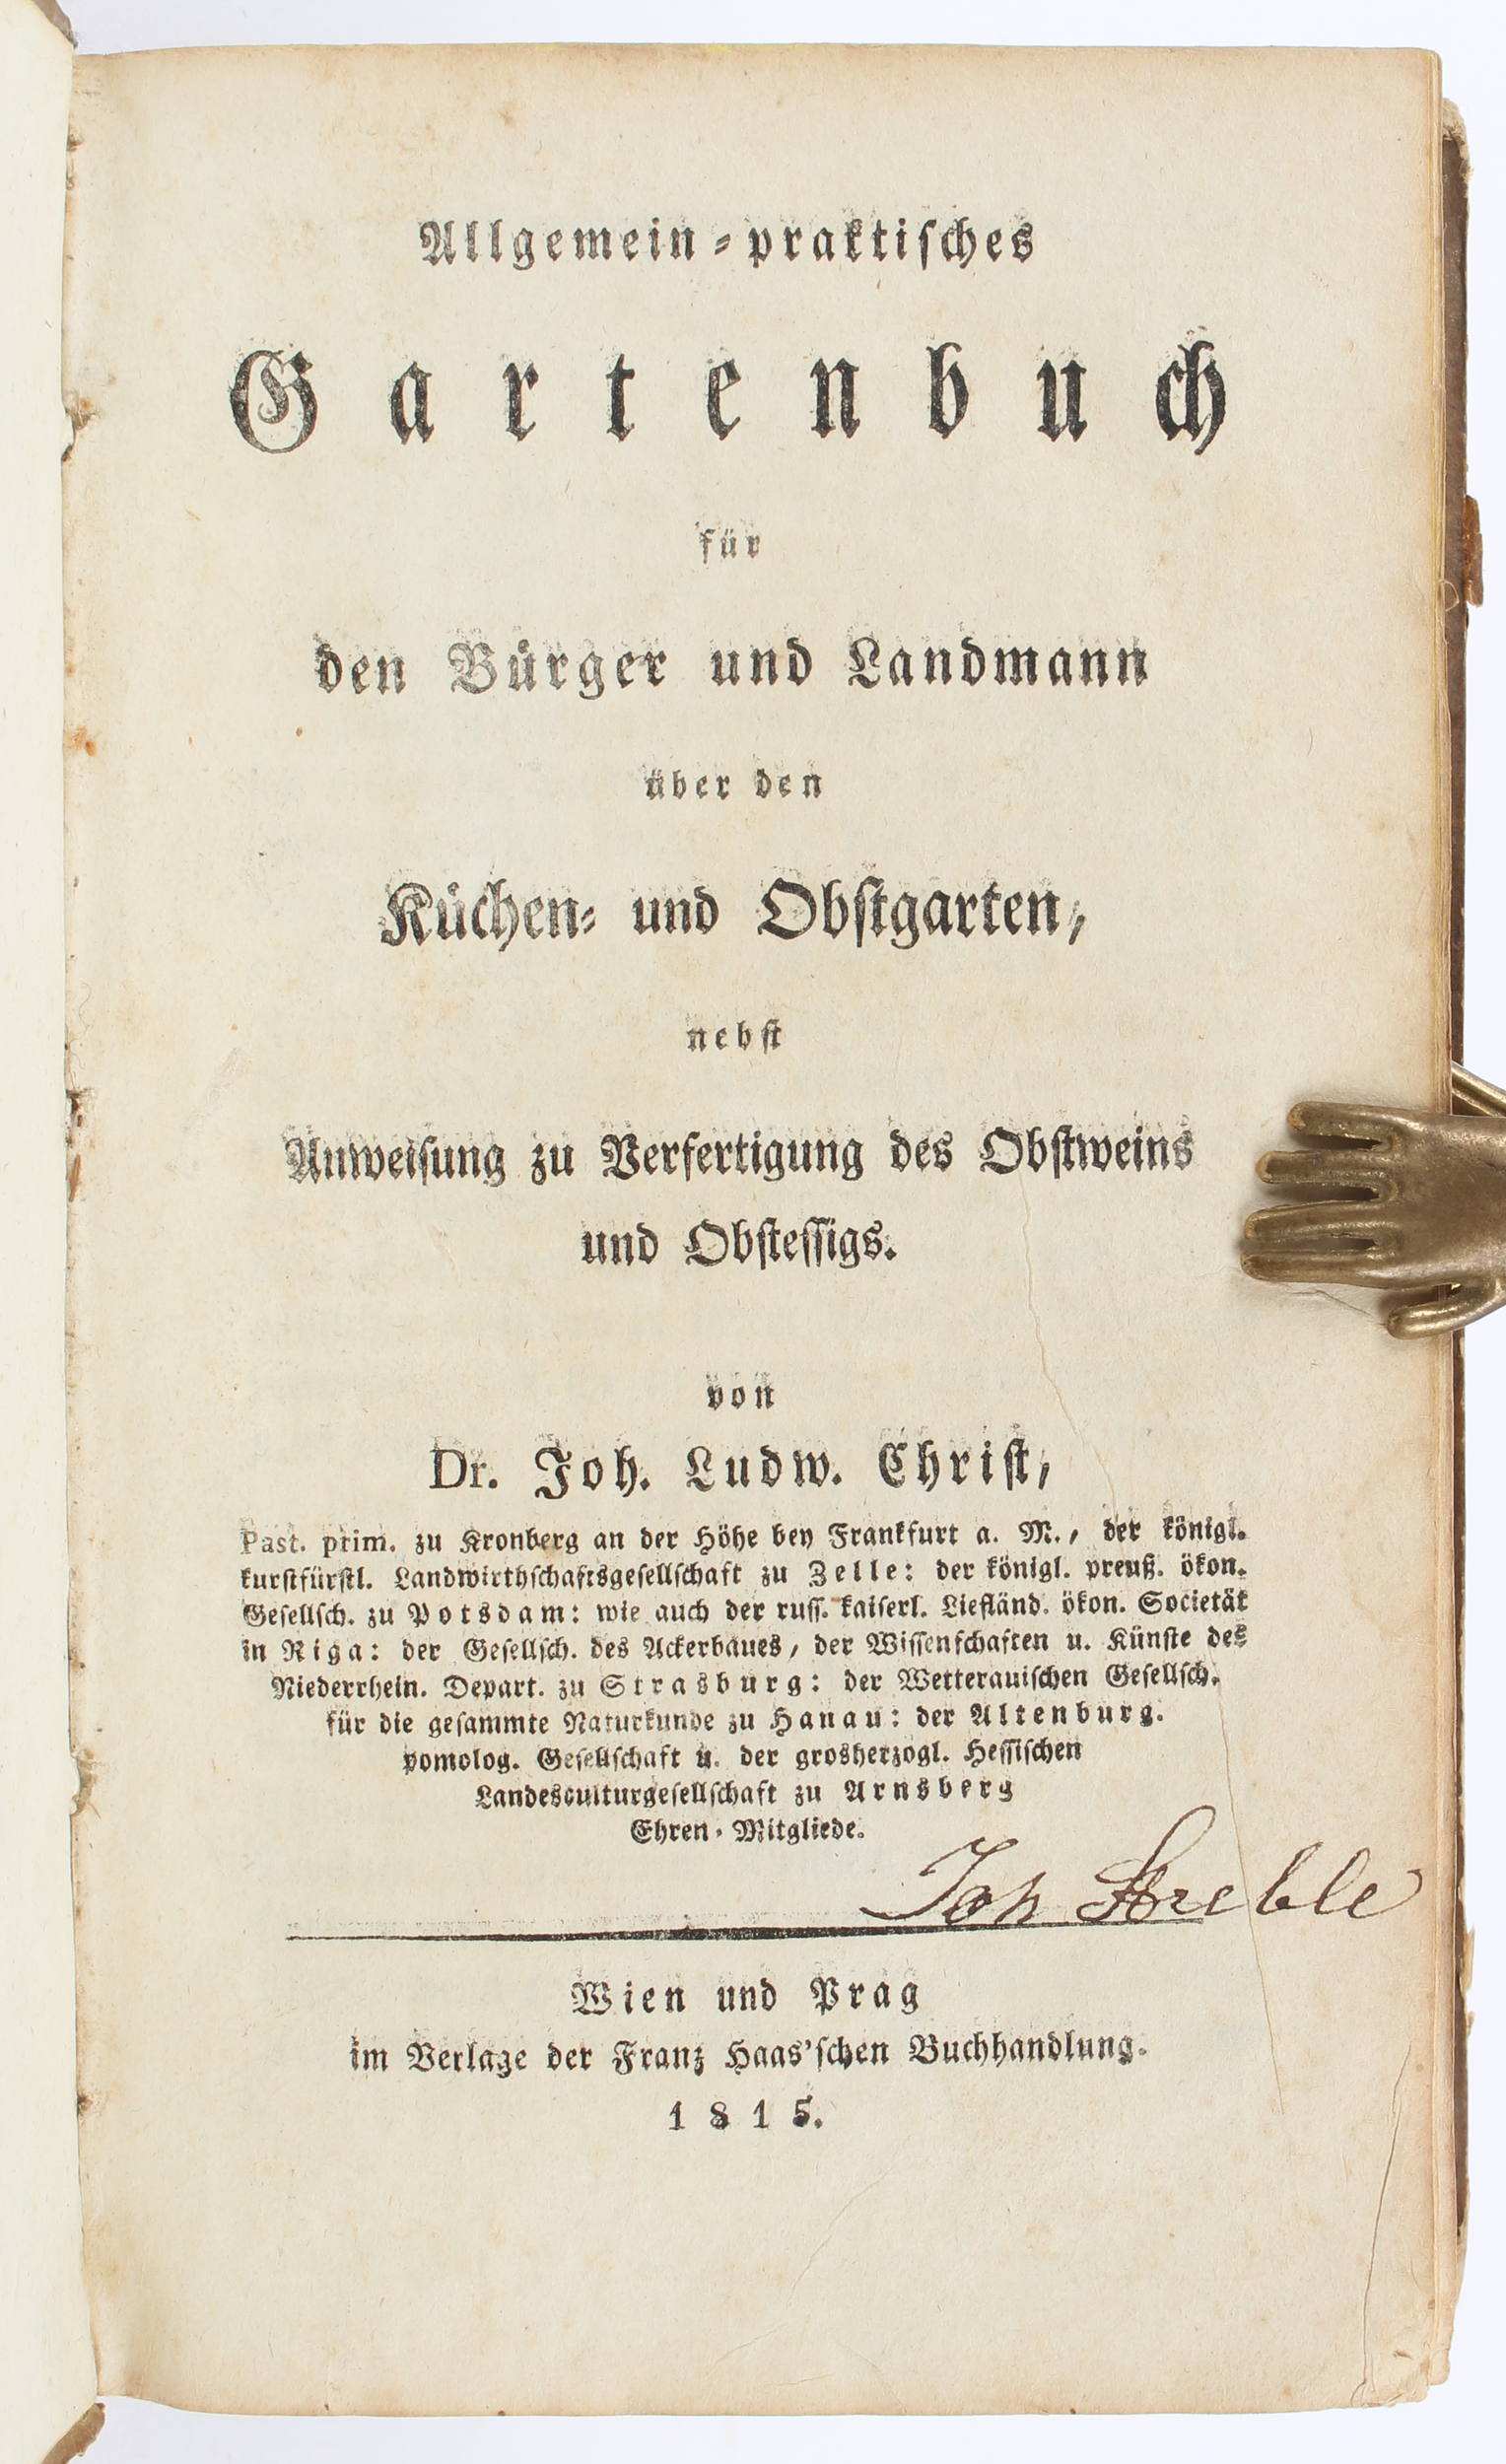 Allgemein-praktisches
Gartenbuch
für
den Bürger und Landmann
über den
Küchen- und Obstgarten,
nebst
Anweisung zu Verfertigung des Obstweins
und Obstessigs.
von
Dr. Joh. Ludw. Christ,
Past. prim. zu Kronberg an der Höhe bey Frankfurt a. M., der königl.
kurstfürstl. Landwirthschaftsgesellschaft zu Zelle: der königl. preuß. ökon.
Gesellsch. zu Potsdam: wie auch der russ. kaiserl. Liefländ. ökon. Societät
in Riga: der Gesellsch. des Ackerbaues, der Wissenschaften u. Künste des
Niederrhein. Depart. zu Strasburg: der Wetterauischen Gesellsch.
für die gesammte Naturkunde zu Hanau: der Altenburg.
pomolog. Gesellschaft u. der grosherzogl. Hessischen
Landesculturgesellschaft zu Arnsberg
Ehren-Mitgliede.
Joh Streble
Wien und Prag
im Verlage der Franz Haas'schen Buchhandlung.
1815.